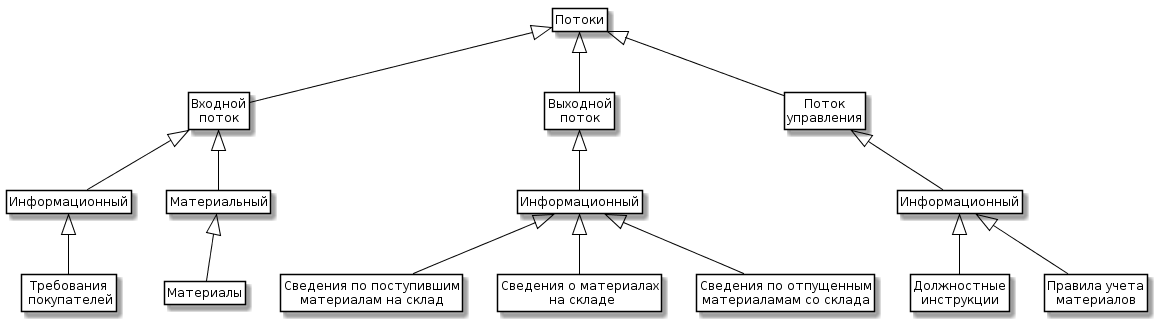 Потоки
Входной
поток
Выходной
поток
Поток
управления
Информационный
Материальный
Информационный
Информационный
Требования
покупателей
Материалы
Сведения по поступившим
материалам на склад
Сведения о материалах
на складе
Сведения по отпущенным
материаламам со склада
Должностные
инструкции
Правила учета
материалов